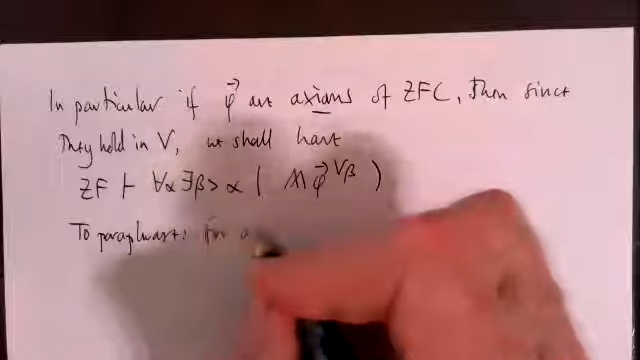 In particular if φ⃗ are axioms of ZFC, then since
they hold in V, we shall have
ZF ⊢ ∀α ∃β > α ( ⋀φ⃗^{V_β} )
To paraphrase: for a